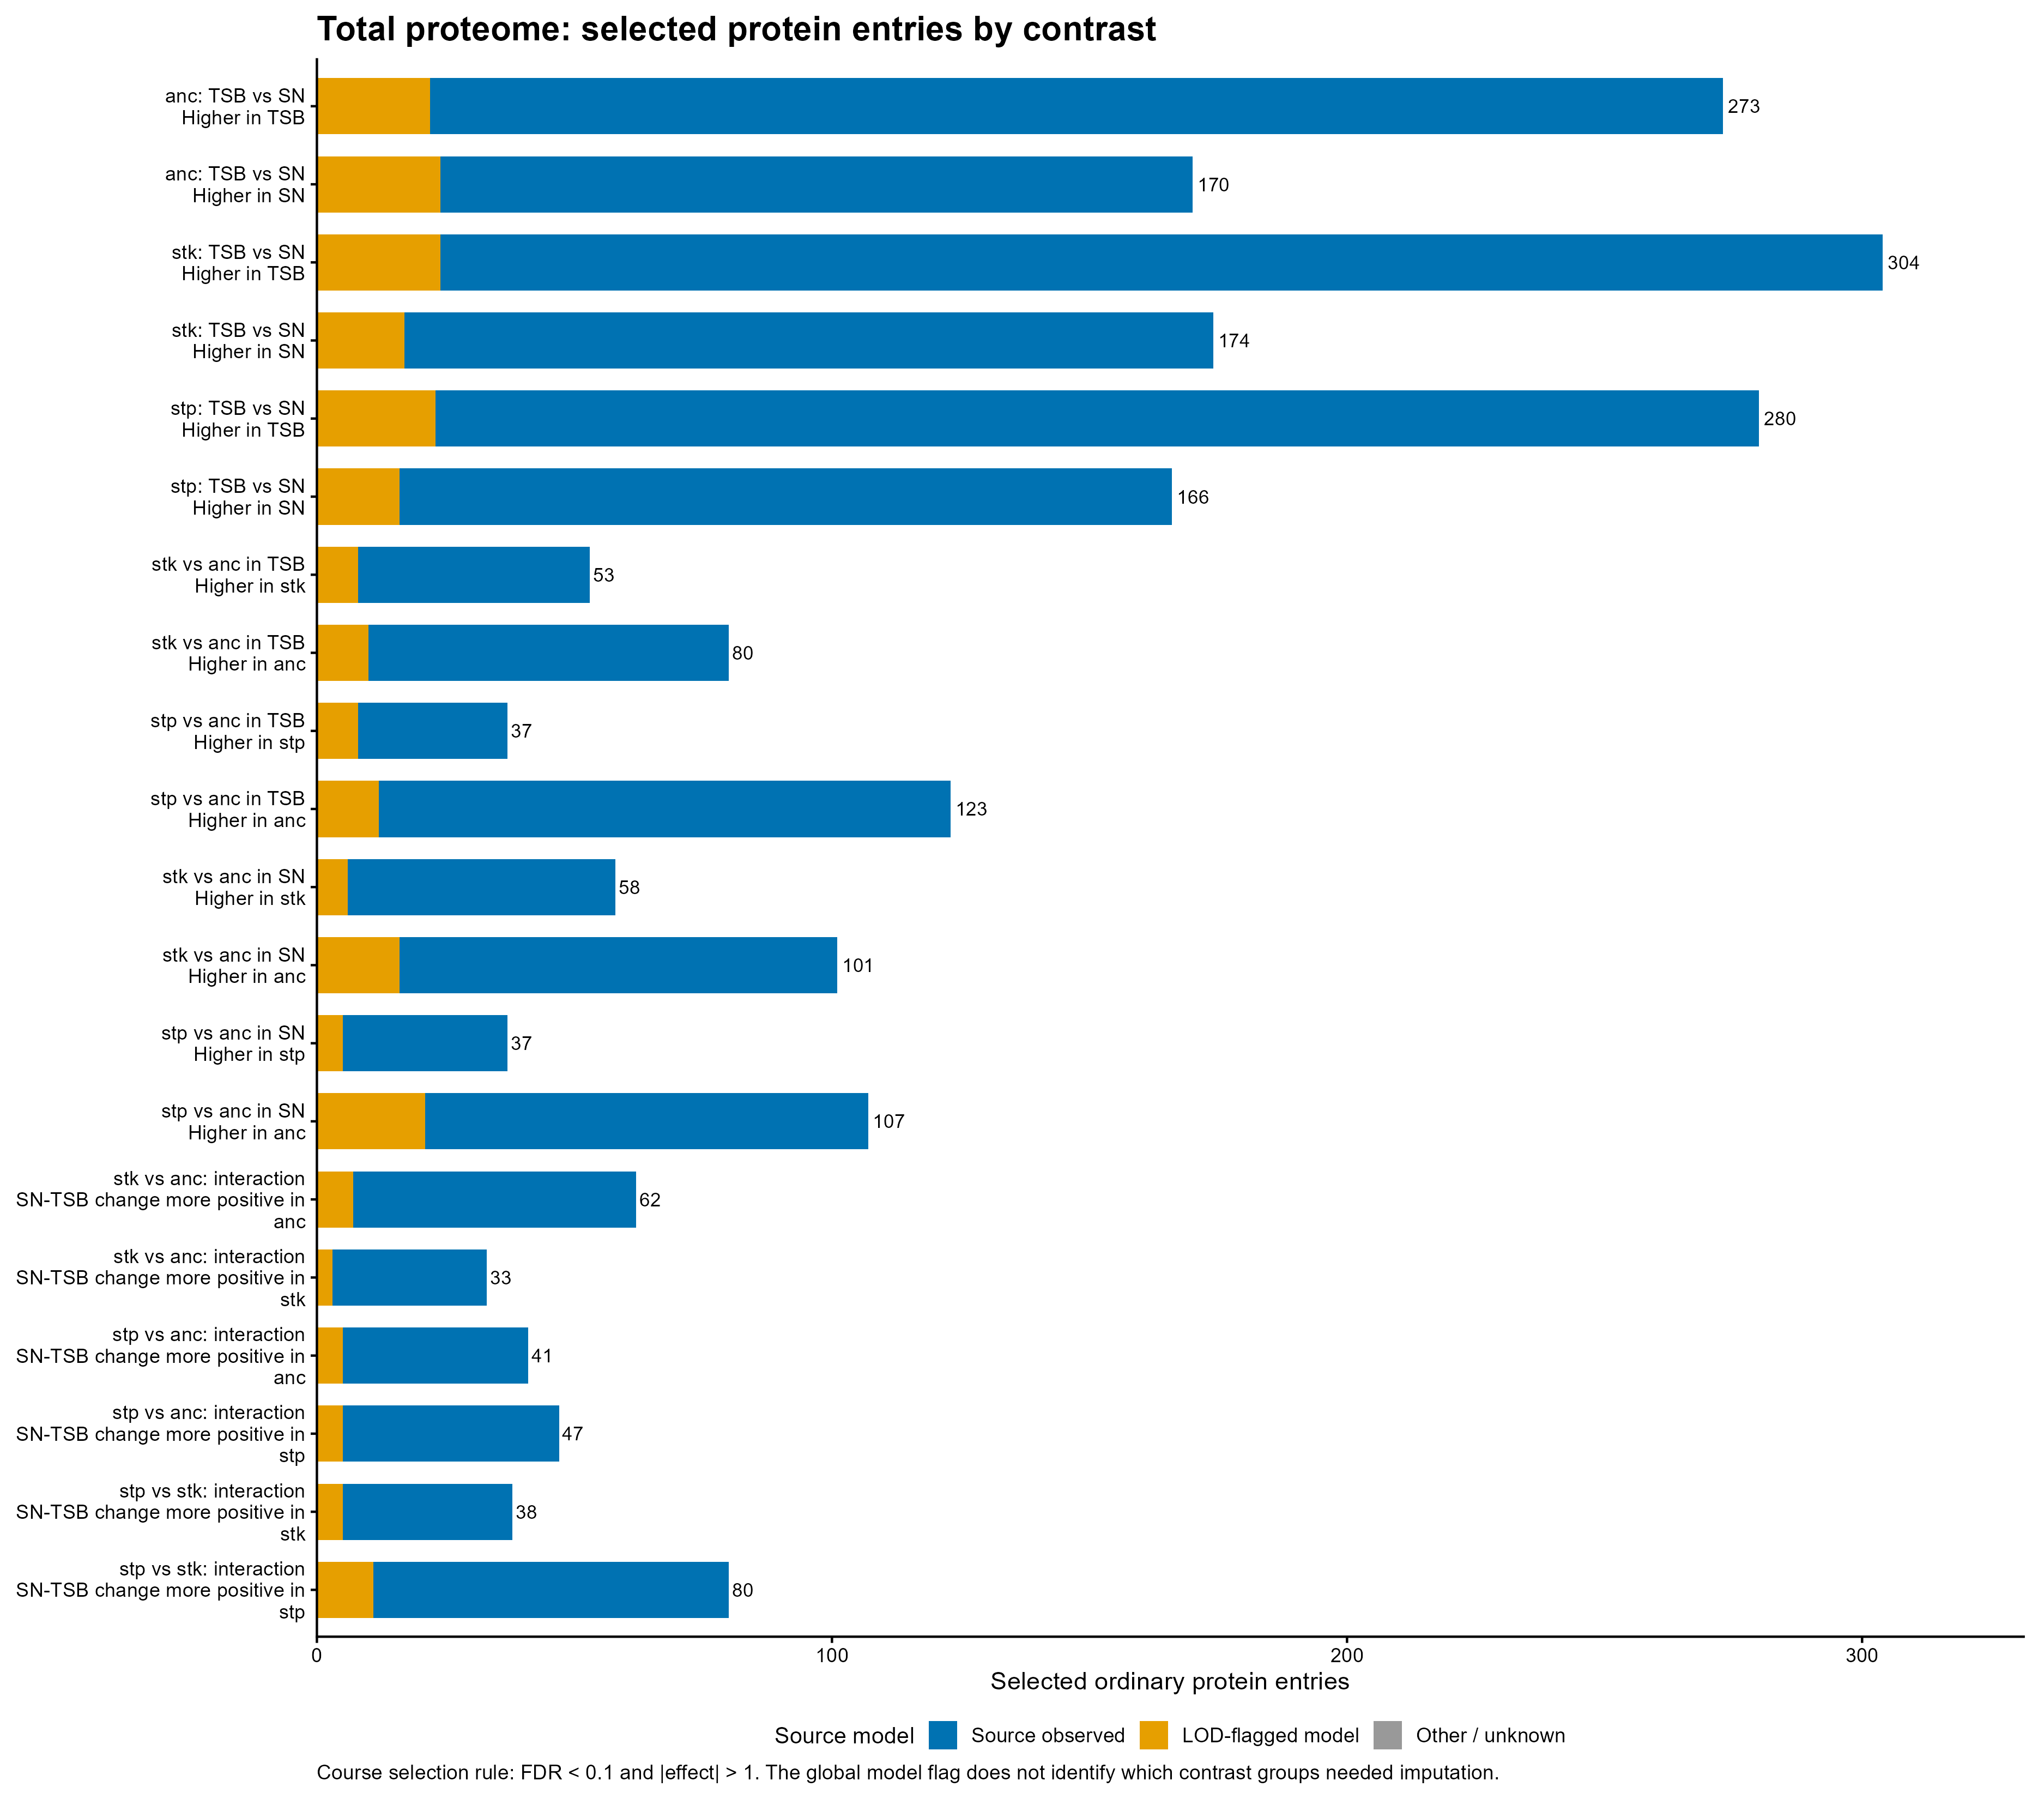 Total proteome: selected protein entries by contrast
anc: TSB vs SN
Higher in TSB
273
anc: TSB vs SN
Higher in SN
170
stk: TSB vs SN
Higher in TSB
304
stk: TSB vs SN
Higher in SN
174
stp: TSB vs SN
Higher in TSB
280
stp: TSB vs SN
Higher in SN
166
stk vs anc in TSB
Higher in stk
53
stk vs anc in TSB
Higher in anc
80
stp vs anc in TSB
Higher in stp
37
stp vs anc in TSB
Higher in anc
123
stk vs anc in SN
Higher in stk
58
stk vs anc in SN
Higher in anc
101
stp vs anc in SN
Higher in stp
37
stp vs anc in SN
Higher in anc
107
stk vs anc: interaction
SN-TSB change more positive in
anc
62
stk vs anc: interaction
SN-TSB change more positive in
stk
33
stp vs anc: interaction
SN-TSB change more positive in
anc
41
stp vs anc: interaction
SN-TSB change more positive in
stp
47
stp vs stk: interaction
SN-TSB change more positive in
stk
38
stp vs stk: interaction
SN-TSB change more positive in
stp
80
0 100 200 300
Selected ordinary protein entries
Source model Source observed LOD-flagged model Other / unknown
Course selection rule: FDR < 0.1 and |effect| > 1. The global model flag does not identify which contrast groups needed imputation.